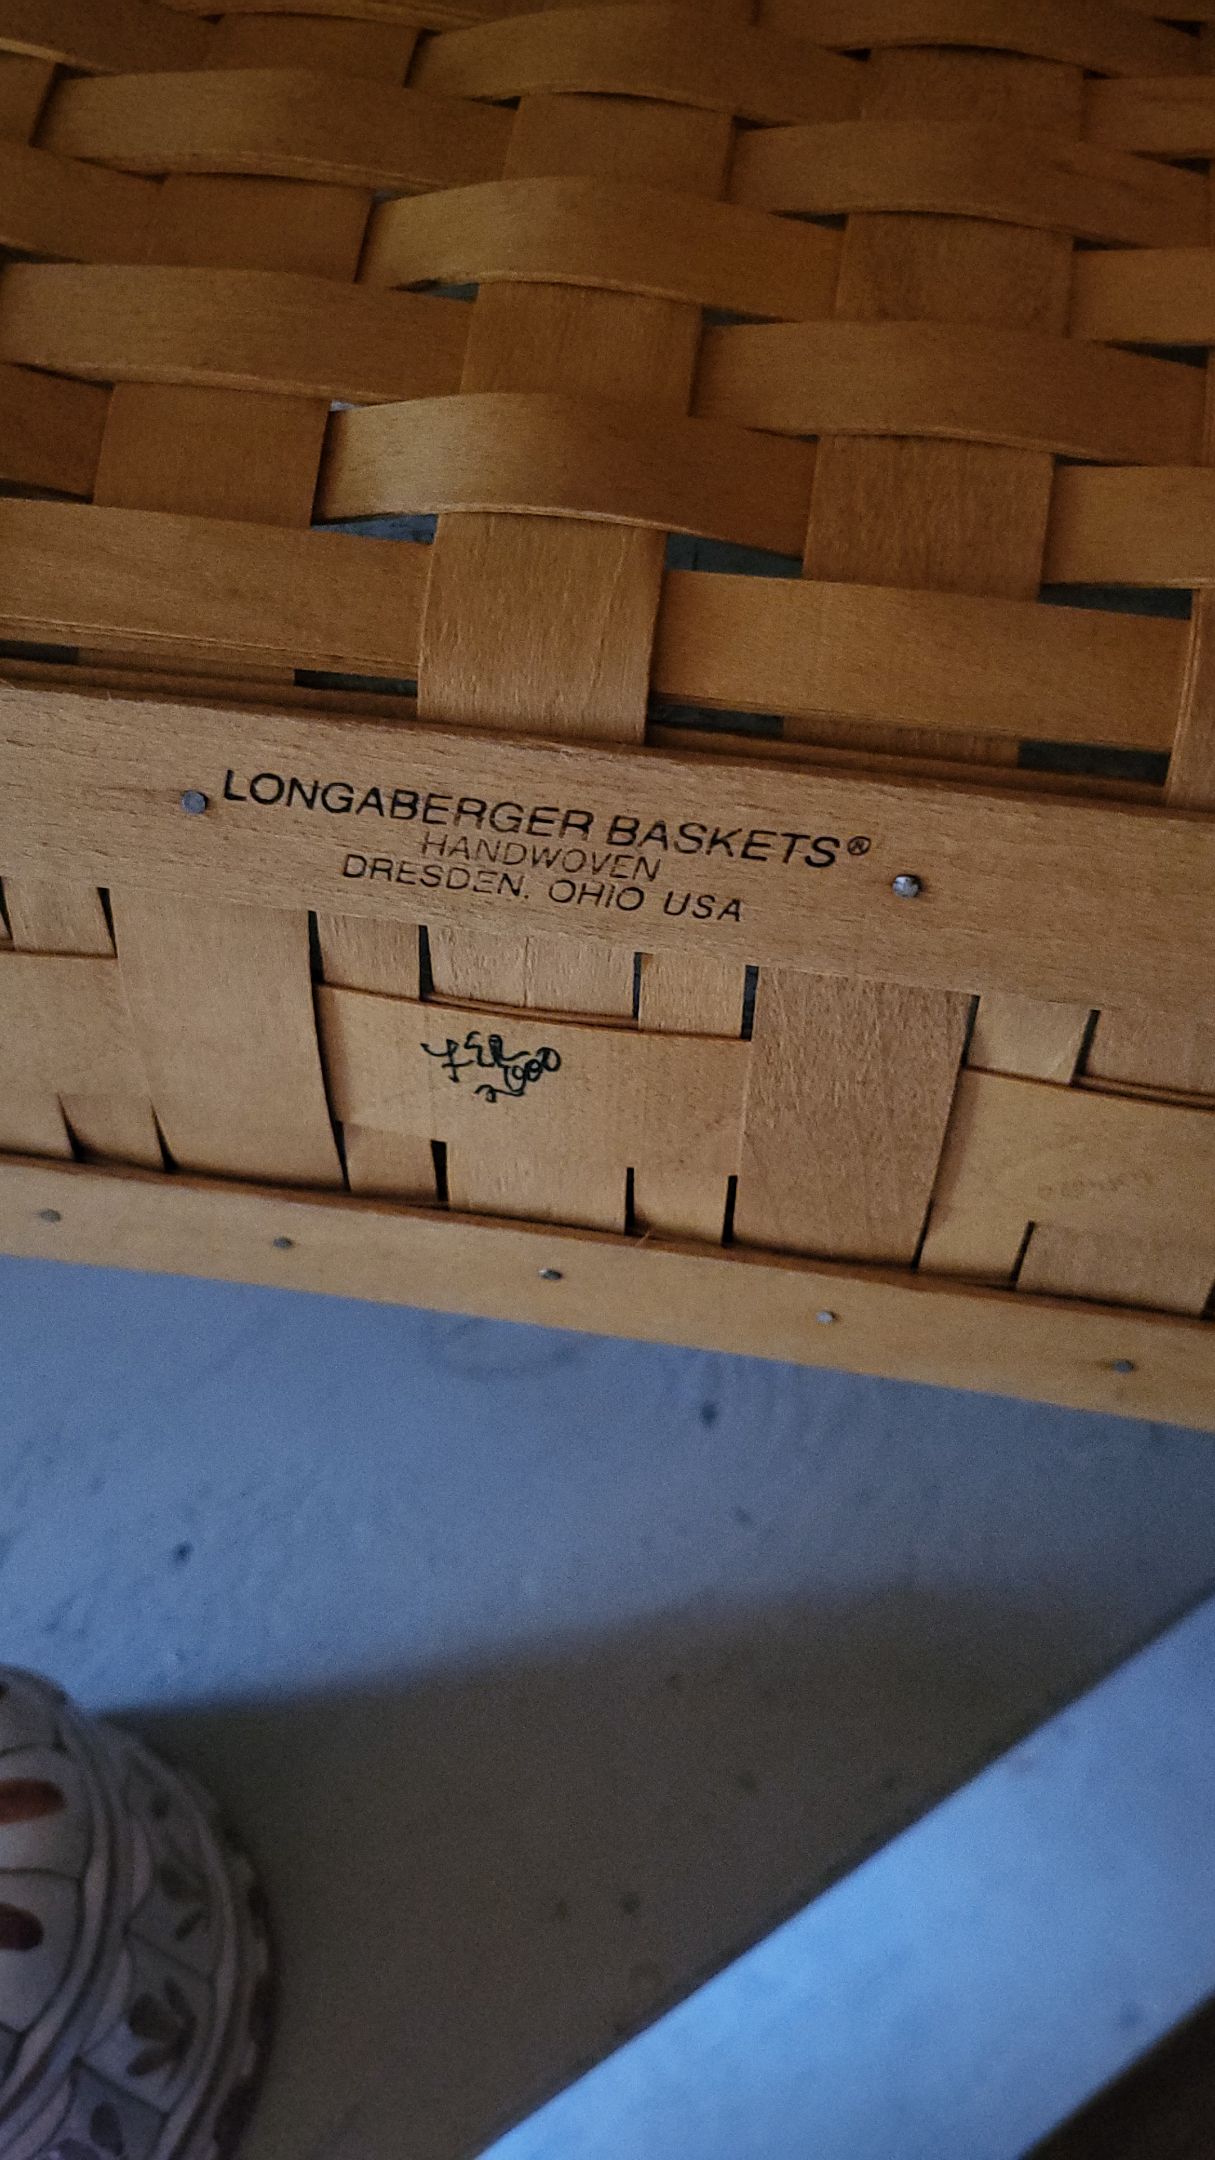 LONGABERGER BASKETS®
HANDWOVEN
DRESDEN, OHIO USA